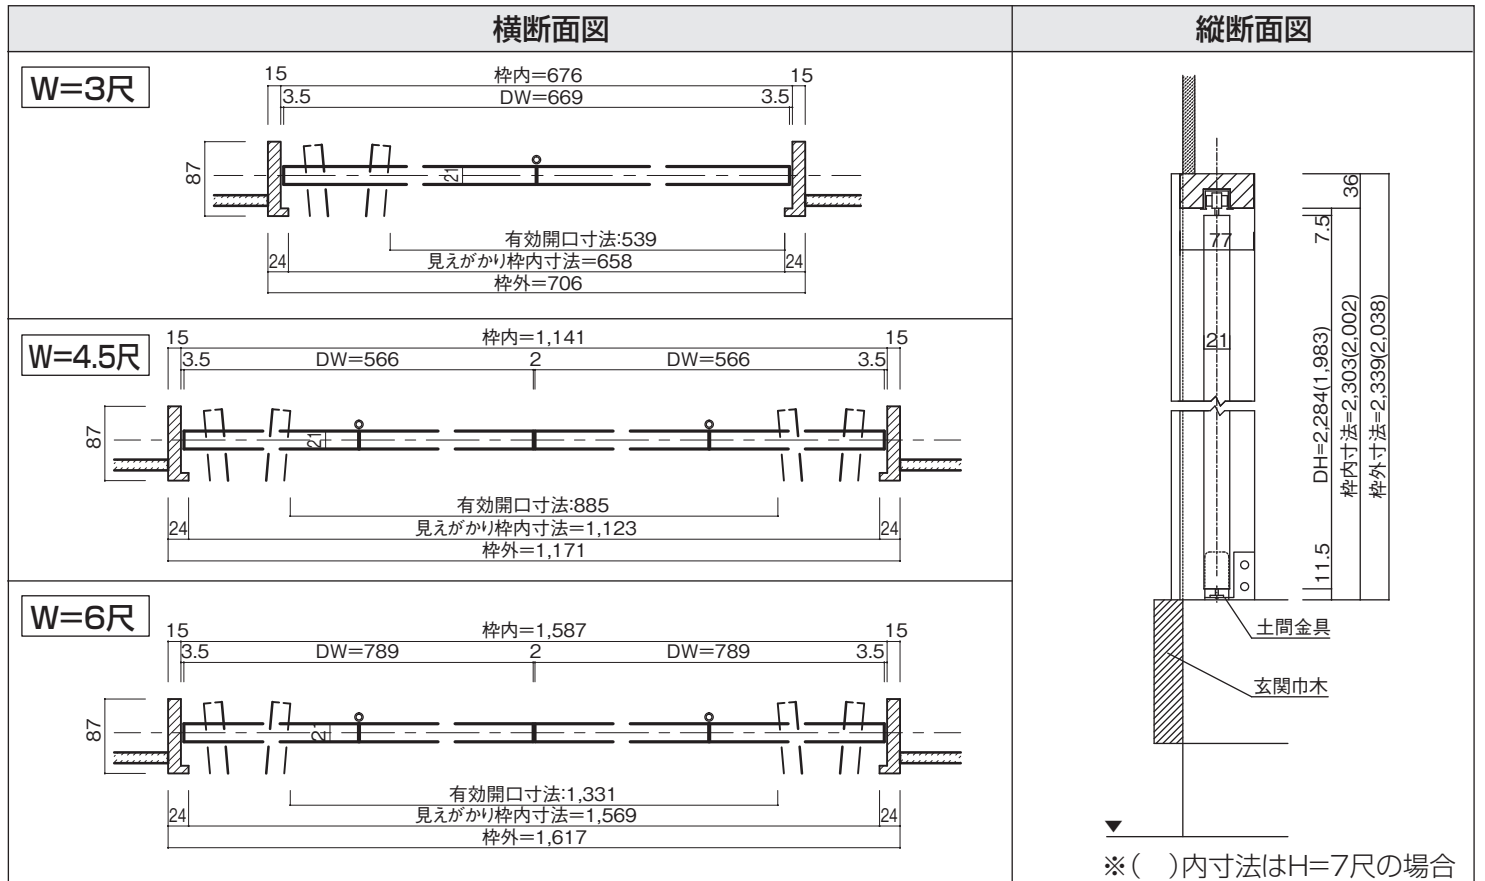 横断面図
縦断面図
W=3尺
15 枠内=676 15
3.5 DW=669 3.5
87
21
有効開口寸法:539
24 見えがかり枠内寸法=658 24
枠外=706
W=4.5尺
15 枠内=1,141 15
3.5 DW=566 2 DW=566 3.5
87
21
有効開口寸法:885
24 見えがかり枠内寸法=1,123 24
枠外=1,171
W=6尺
15 枠内=1,587 15
3.5 DW=789 2 DW=789 3.5
87
21
有効開口寸法:1,331
24 見えがかり枠内寸法=1,569 24
枠外=1,617
36
7.5
77
21
DH=2,284(1,983)
枠内寸法=2,303(2,002)
枠外寸法=2,339(2,038)
11.5
土間金具
玄関巾木
※( )内寸法はH=7尺の場合